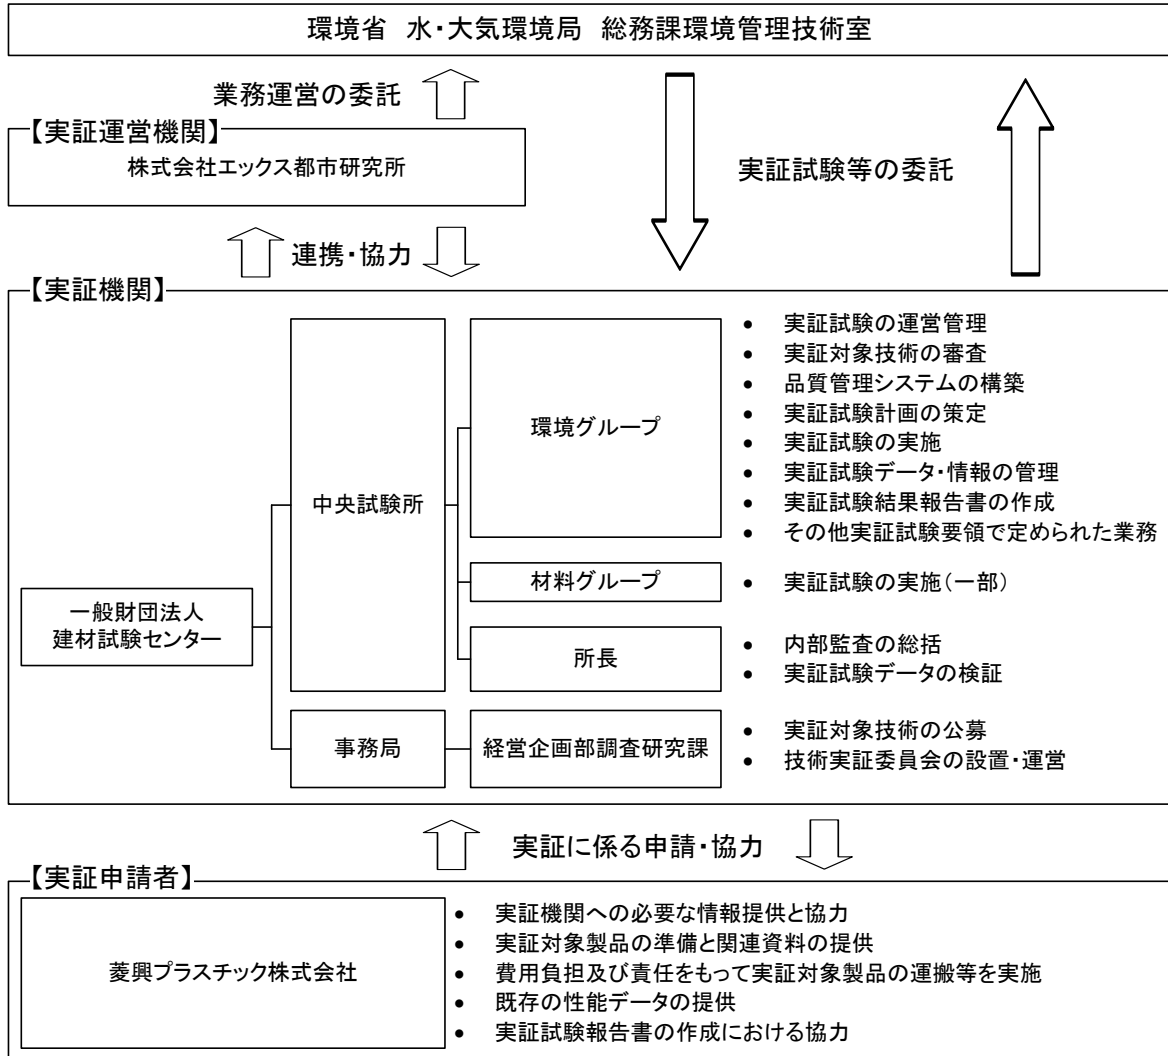 環境省　水・大気環境局　総務課環境管理技術室
業務運営の委託
【実証運営機関】
株式会社エックス都市研究所
実証試験等の委託
連携・協力
【実証機関】
一般財団法人
建材試験センター
中央試験所
環境グループ
• 実証試験の運営管理
• 実証対象技術の審査
• 品質管理システムの構築
• 実証試験計画の策定
• 実証試験の実施
• 実証試験データ・情報の管理
• 実証試験結果報告書の作成
• その他実証試験要領で定められた業務
材料グループ
• 実証試験の実施（一部）
所長
• 内部監査の総括
• 実証試験データの検証
事務局
経営企画部調査研究課
• 実証対象技術の公募
• 技術実証委員会の設置・運営
実証に係る申請・協力
【実証申請者】
菱興プラスチック株式会社
• 実証機関への必要な情報提供と協力
• 実証対象製品の準備と関連資料の提供
• 費用負担及び責任をもって実証対象製品の運搬等を実施
• 既存の性能データの提供
• 実証試験報告書の作成における協力